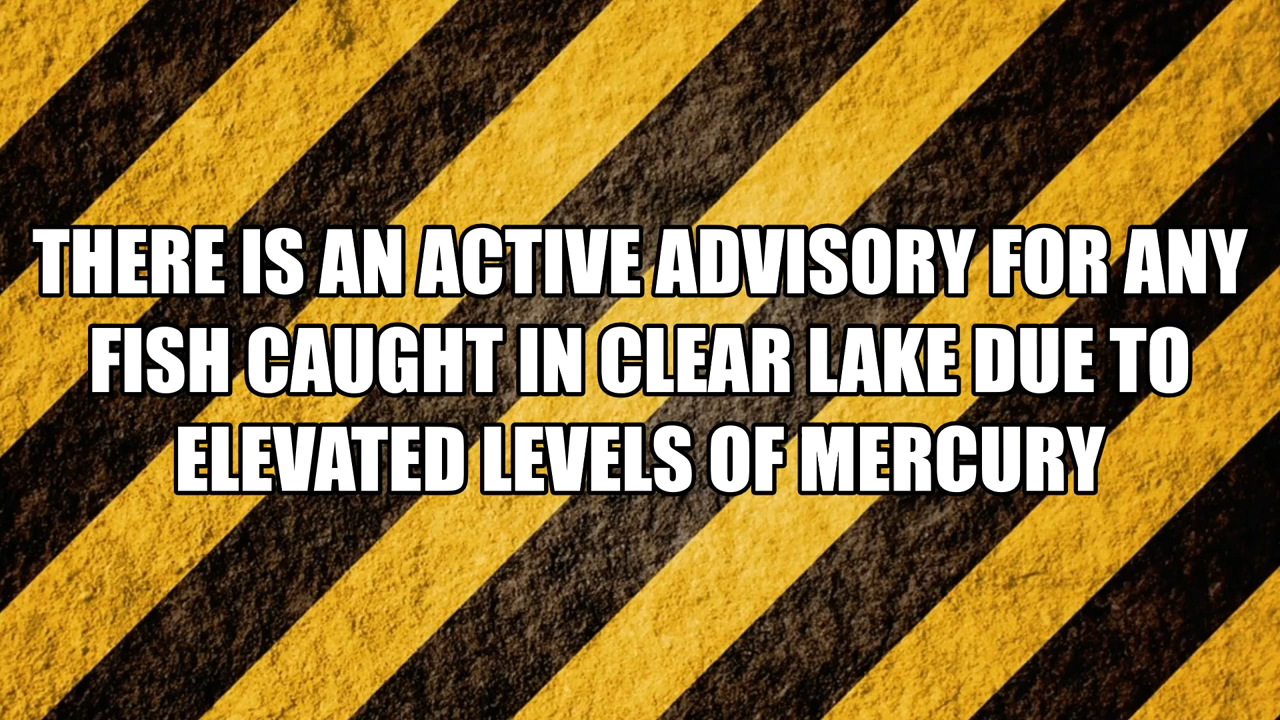 THERE IS AN ACTIVE ADVISORY FOR ANY
FISH CAUGHT IN CLEAR LAKE DUE TO
ELEVATED LEVELS OF MERCURY